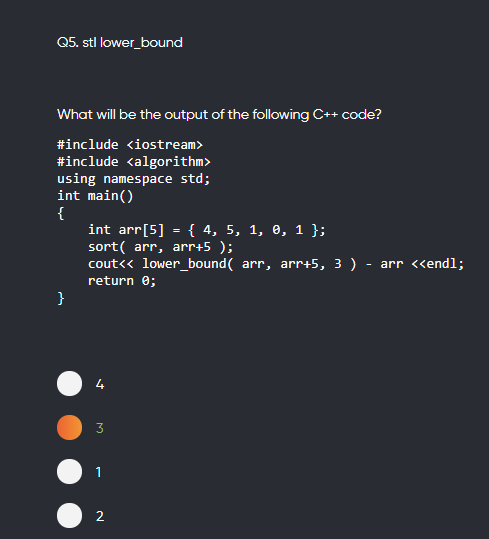 Q5. stl lower_bound
What will be the output of the following C++ code?
#include <iostream>
#include <algorithm>
using namespace std;
int main()
{
    int arr[5] = { 4, 5, 1, 0, 1 };
    sort( arr, arr+5 );
    cout<< lower_bound( arr, arr+5, 3 ) - arr <<endl;
    return 0;
}
4
3
1
2